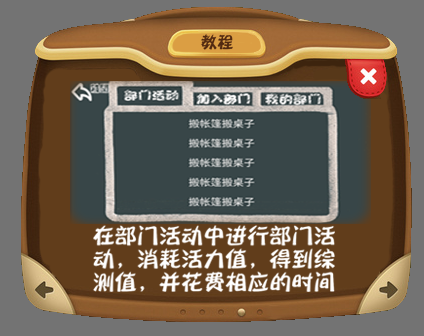 教程
部门活动 加入部门 我的部门
搬帐篷搬桌子
搬帐篷搬桌子
搬帐篷搬桌子
搬帐篷搬桌子
搬帐篷搬桌子
在部门活动中进行部门活
动，消耗活力值，得到综
测值，并花费相应的时间